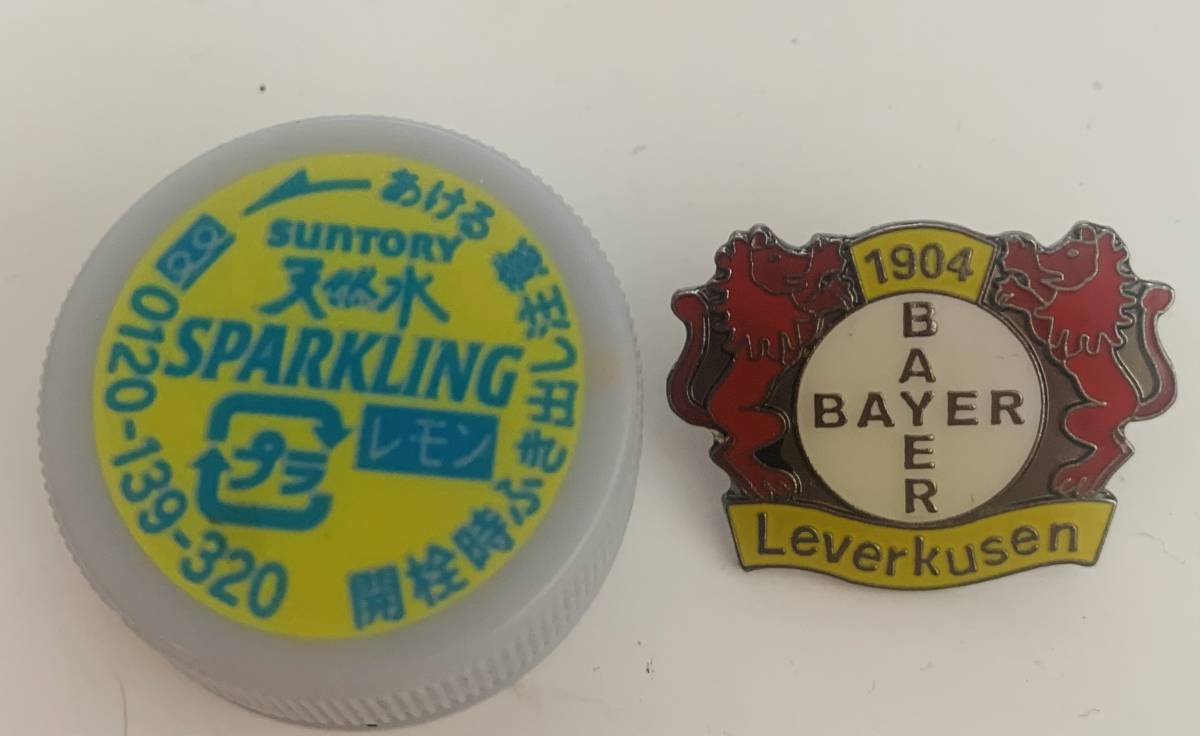 あける
SUNTORY
天然水
SPARKLING
レモン
プラ
0120-139-320
開栓時ふき出し注意
1904
BAYER
BAYER
Leverkusen